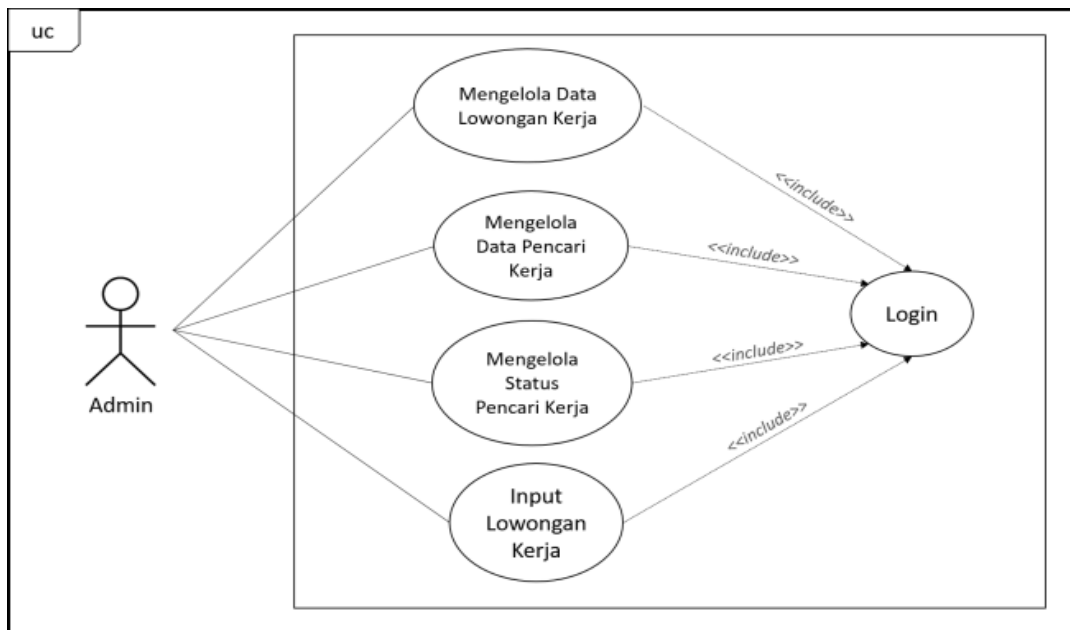 uc
Mengelola Data
Lowongan Kerja
<<include>>
Mengelola
Data Pencari
Kerja
<<include>>
Login
Mengelola
Status
Pencari Kerja
<<include>>
Admin
Input
Lowongan
Kerja
<<include>>